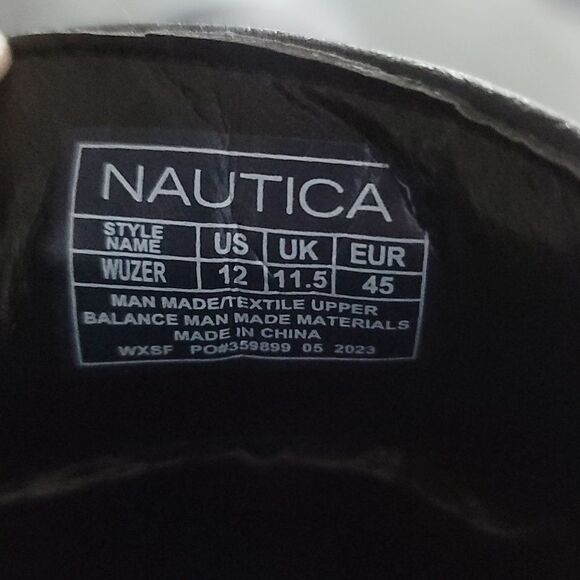 NAUTICA
STYLE NAME US UK EUR
WUZER 12 11.5 45
MAN MADE/TEXTILE UPPER
BALANCE MAN MADE MATERIALS
MADE IN CHINA
WXSF PO#359899 05 2023